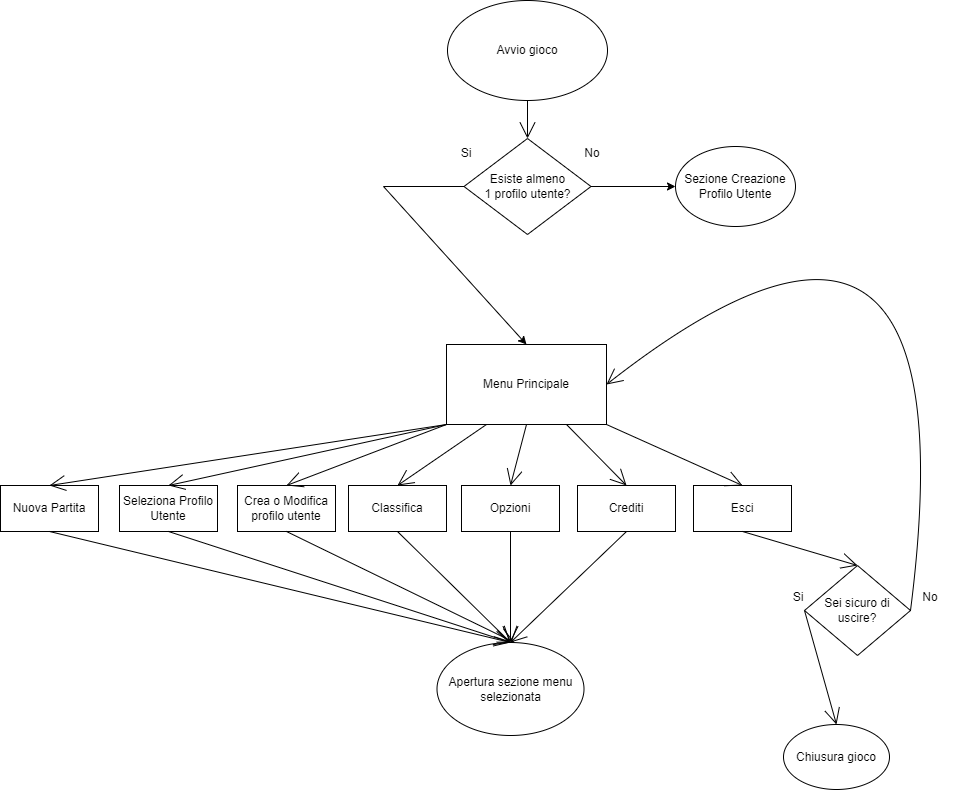 Avvio gioco
Si
No
Esiste almeno
1 profilo utente?
Sezione Creazione
Profilo Utente
Menu Principale
Nuova Partita
Seleziona Profilo
Utente
Crea o Modifica
profilo utente
Classifica
Opzioni
Crediti
Esci
Si
No
Sei sicuro di
uscire?
Apertura sezione menu
selezionata
Chiusura gioco